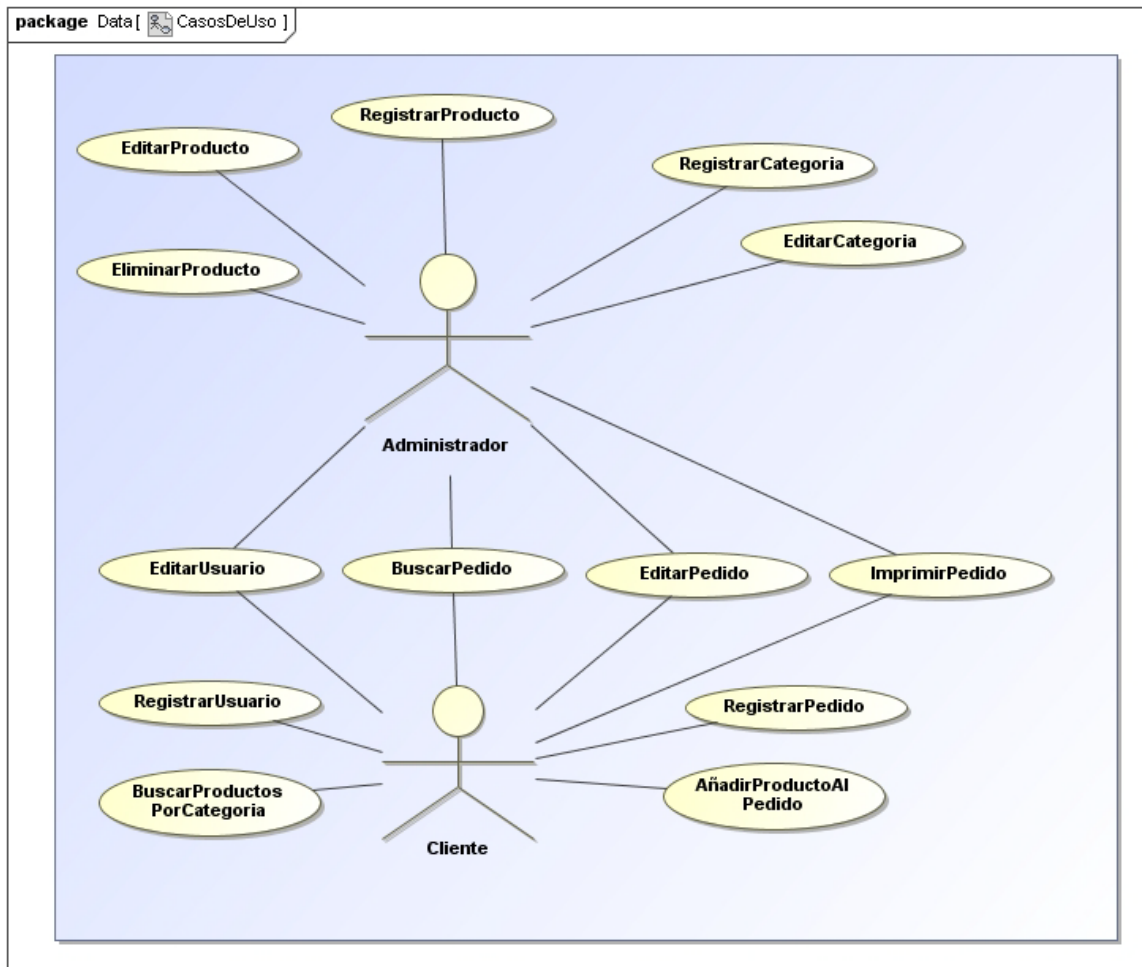 package Data [ CasosDeUso ]
RegistrarProducto
EditarProducto
RegistrarCategoria
EditarCategoria
EliminarProducto
Administrador
EditarUsuario
BuscarPedido
EditarPedido
ImprimirPedido
RegistrarUsuario
RegistrarPedido
BuscarProductos
PorCategoria
AñadirProductoAl
Pedido
Cliente